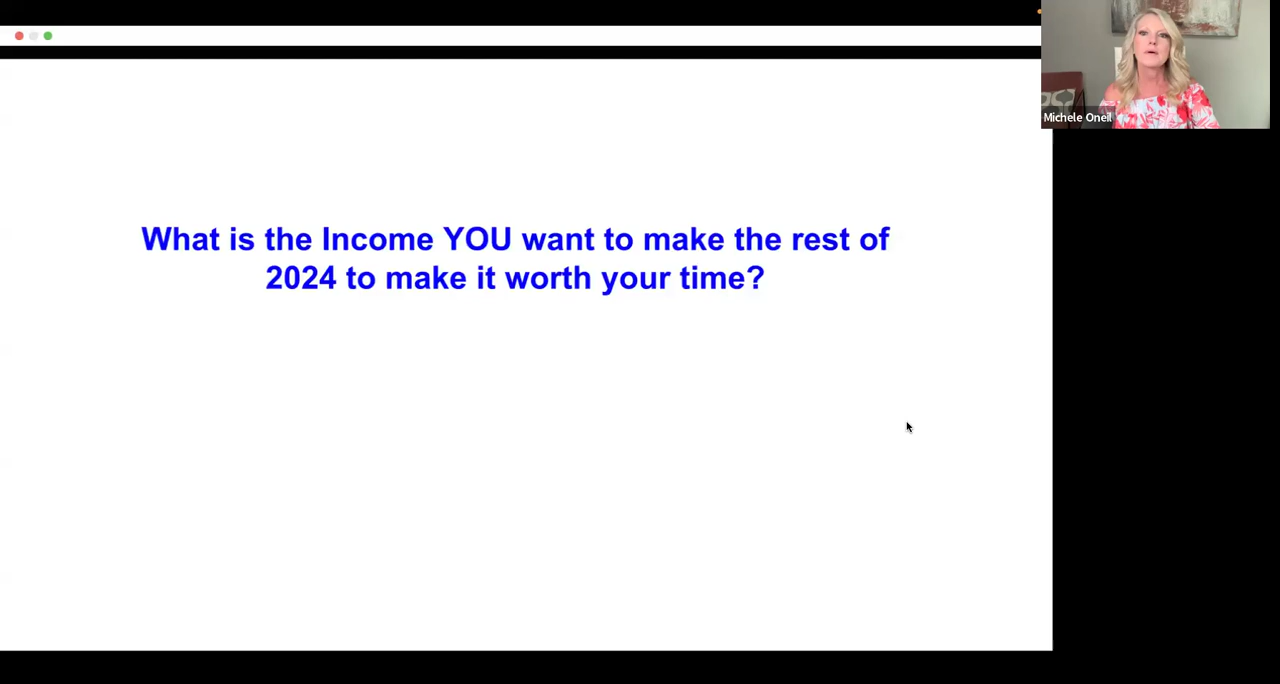 Michele Oneil
What is the Income YOU want to make the rest of
2024 to make it worth your time?